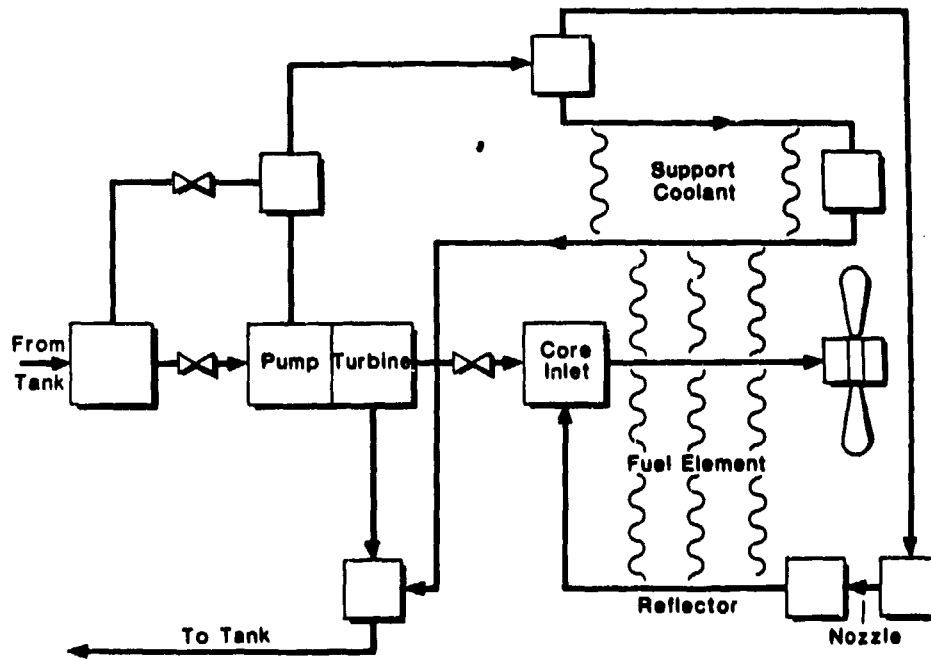 Support
Coolant
From
Tank
Pump
Turbine
Core
Inlet
Fuel Element
Reflector
Nozzle
To Tank